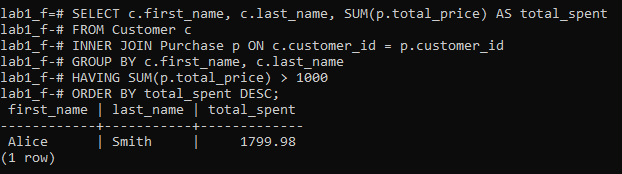 lab1_f=# SELECT c.first_name, c.last_name, SUM(p.total_price) AS total_spent
lab1_f-# FROM Customer c
lab1_f-# INNER JOIN Purchase p ON c.customer_id = p.customer_id
lab1_f-# GROUP BY c.first_name, c.last_name
lab1_f-# HAVING SUM(p.total_price) > 1000
lab1_f-# ORDER BY total_spent DESC;
 first_name | last_name | total_spent
------------+-----------+-------------
 Alice      | Smith     |     1799.98
(1 row)